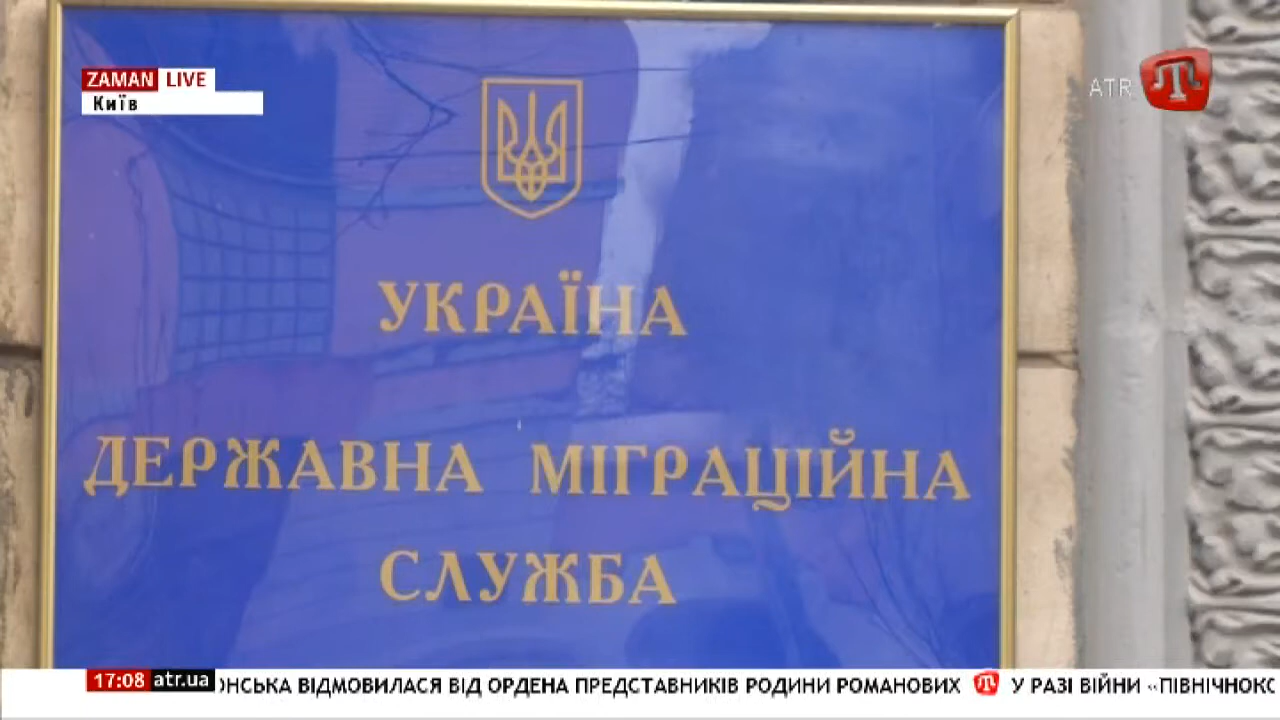 ZAMAN LIVE
Київ
ATR
УКРАЇНА
ДЕРЖАВНА МІГРАЦІЙНА
СЛУЖБА
17:08 atr.ua ВІДМОВИЛАСЯ ВІД ОРДЕНА ПРЕДСТАВНИКІВ РОДИНИ РОМАНОВИХ У РАЗІ ВІЙНИ